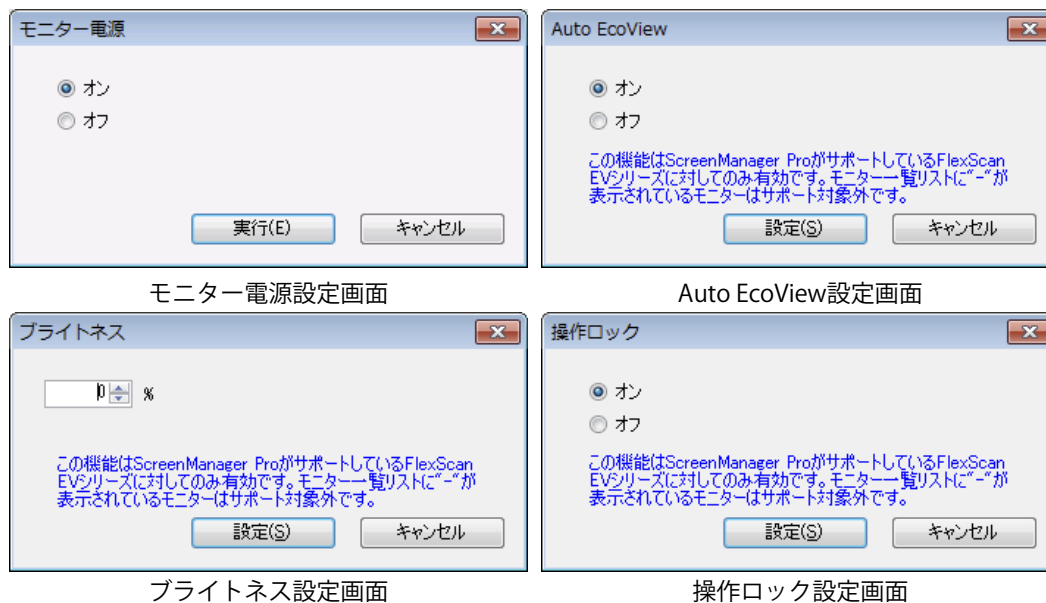 モニター電源
オン
オフ
実行(E)
キャンセル
モニター電源設定画面
Auto EcoView
オン
オフ
この機能はScreenManager ProがサポートしているFlexScan
EVシリーズに対してのみ有効です。モニター一覧リストに"-"が
表示されているモニターはサポート対象外です。
設定(S)
キャンセル
Auto EcoView設定画面
ブライトネス
0 %
この機能はScreenManager ProがサポートしているFlexScan
EVシリーズに対してのみ有効です。モニター一覧リストに"-"が
表示されているモニターはサポート対象外です。
設定(S)
キャンセル
ブライトネス設定画面
操作ロック
オン
オフ
この機能はScreenManager ProがサポートしているFlexScan
EVシリーズに対してのみ有効です。モニター一覧リストに"-"が
表示されているモニターはサポート対象外です。
設定(S)
キャンセル
操作ロック設定画面